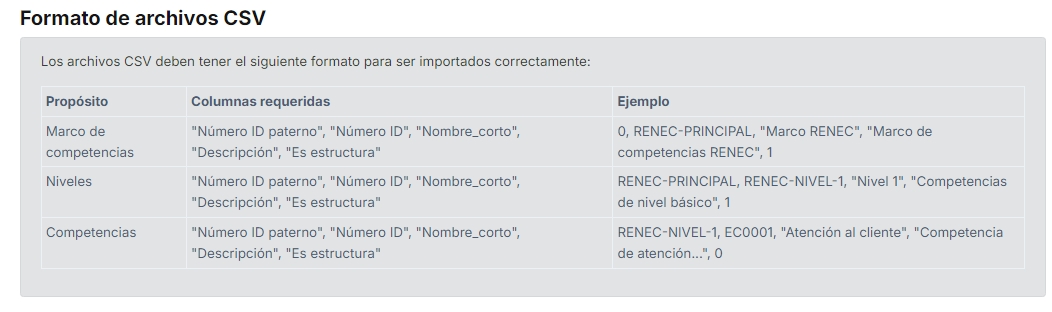 Formato de archivos CSV
Los archivos CSV deben tener el siguiente formato para ser importados correctamente:
Propósito Columnas requeridas Ejemplo
Marco de competencias "Número ID paterno", "Número ID", "Nombre_corto", "Descripción", "Es estructura" 0, RENEC-PRINCIPAL, "Marco RENEC", "Marco de competencias RENEC", 1
Niveles "Número ID paterno", "Número ID", "Nombre_corto", "Descripción", "Es estructura" RENEC-PRINCIPAL, RENEC-NIVEL-1, "Nivel 1", "Competencias de nivel básico", 1
Competencias "Número ID paterno", "Número ID", "Nombre_corto", "Descripción", "Es estructura" RENEC-NIVEL-1, EC0001, "Atención al cliente", "Competencia de atención...", 0